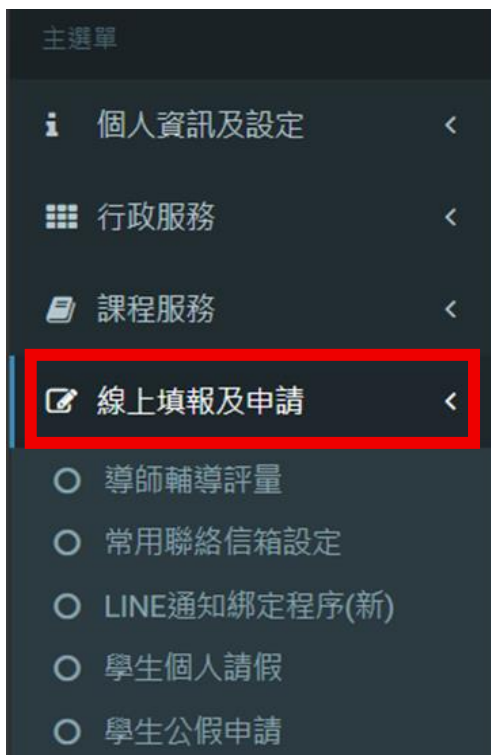 主選單
個人資訊及設定
行政服務
課程服務
線上填報及申請
導師輔導評量
常用聯絡信箱設定
LINE通知綁定程序(新)
學生個人請假
學生公假申請